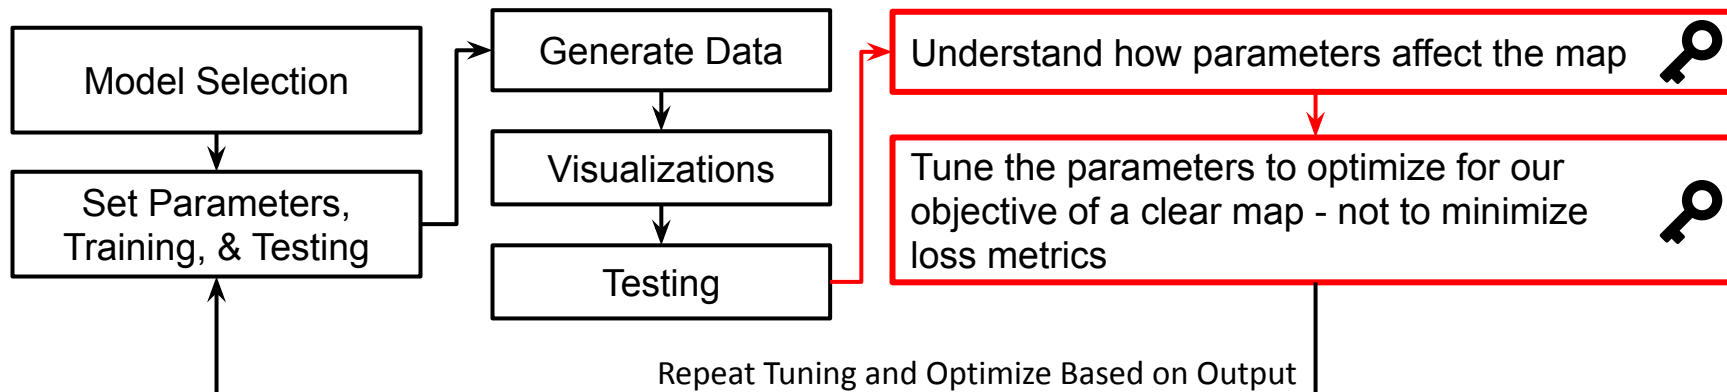 Model Selection
Set Parameters,
Training, & Testing
Generate Data
Visualizations
Testing
Understand how parameters affect the map
Tune the parameters to optimize for our
objective of a clear map - not to minimize
loss metrics
Repeat Tuning and Optimize Based on Output